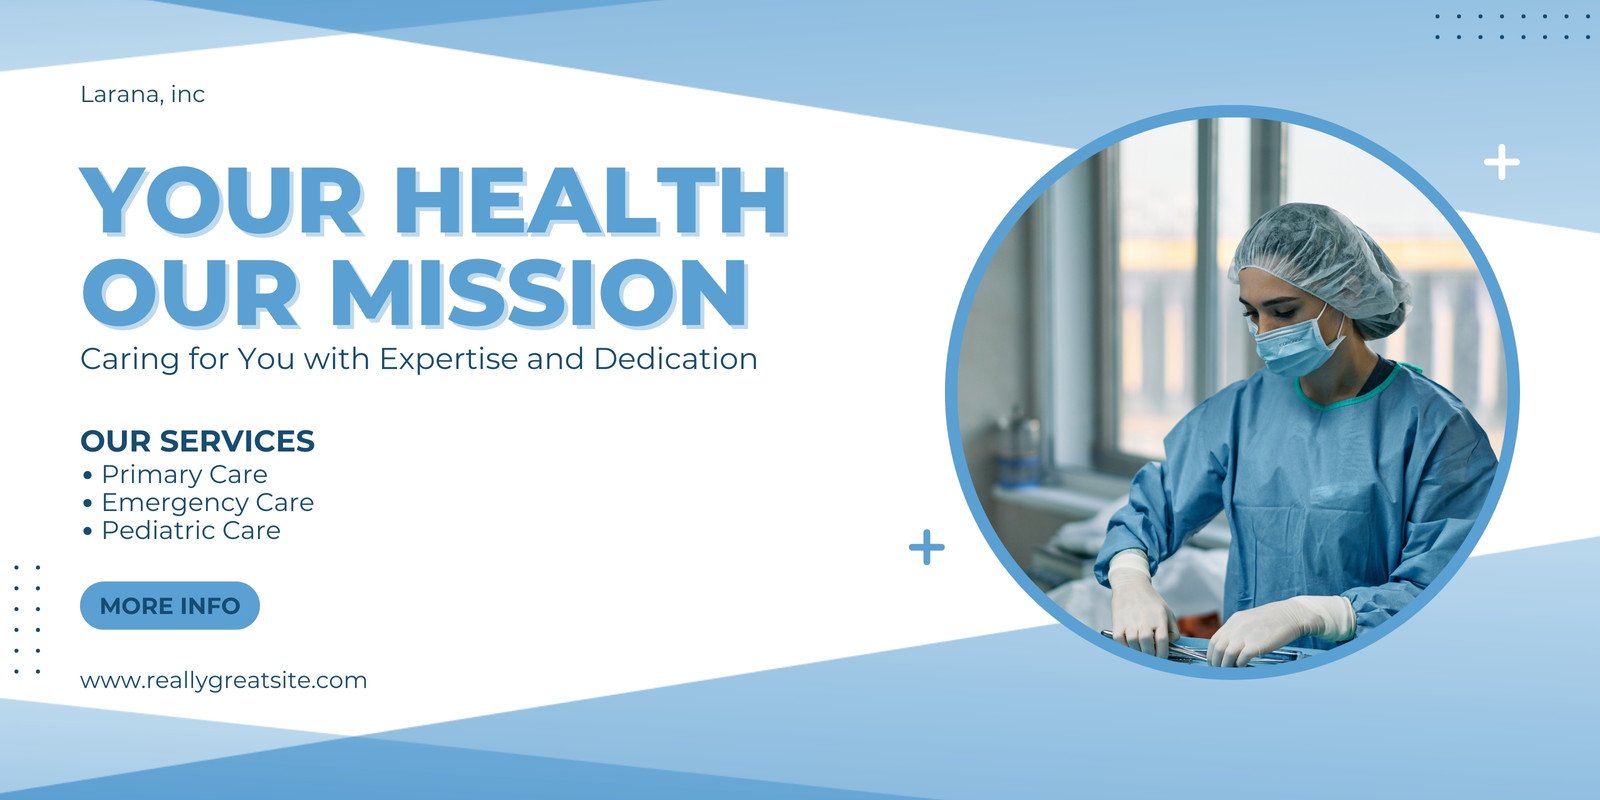 Larana, inc
YOUR HEALTH
OUR MISSION
Caring for You with Expertise and Dedication
OUR SERVICES
• Primary Care
• Emergency Care
• Pediatric Care
MORE INFO
www.reallygreatsite.com